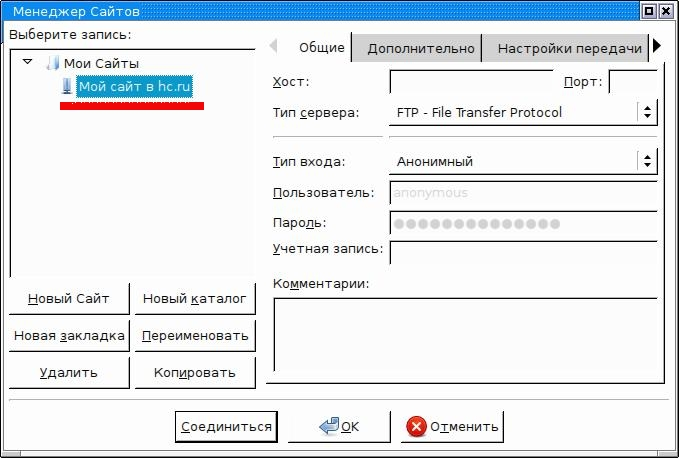 Менеджер Сайтов
Выберите запись:
Мои Сайты
Мой сайт в hc.ru
Новый Сайт
Новый каталог
Новая закладка
Переименовать
Удалить
Копировать
Общие
Дополнительно
Настройки передачи
Хост:
Порт:
Тип сервера:
FTP - File Transfer Protocol
Тип входа:
Анонимный
Пользователь:
anonymous
Пароль:
Учетная запись:
Комментарии:
Соединиться
OK
Отменить